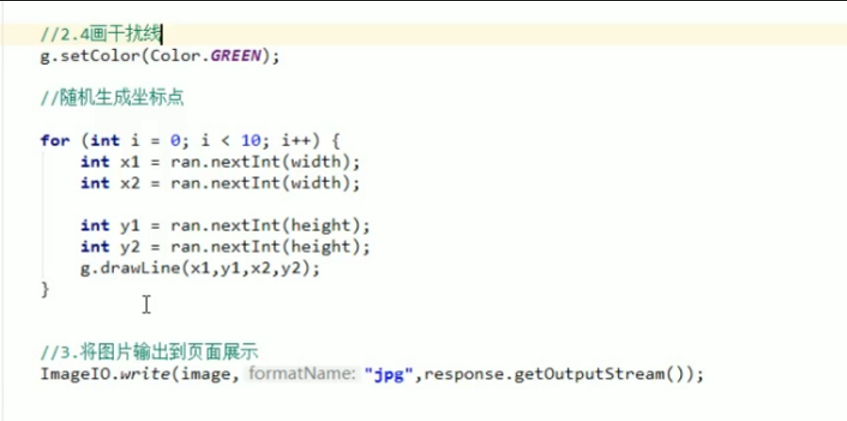 //2.4画干扰线
g.setColor(Color.GREEN);
//随机生成坐标点
for (int i = 0; i < 10; i++) {
int x1 = ran.nextInt(width);
int x2 = ran.nextInt(width);
int y1 = ran.nextInt(height);
int y2 = ran.nextInt(height);
g.drawLine(x1,y1,x2,y2);
}
//3.将图片输出到页面展示
ImageIO.write(image, formatName: "jpg",response.getOutputStream());